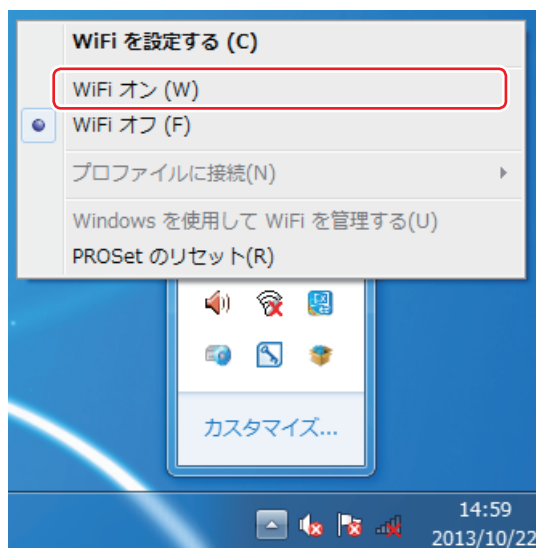 WiFi を設定する (C)
WiFi オン (W)
WiFi オフ (F)
プロファイルに接続(N)
Windows を使用して WiFi を管理する(U)
PROSet のリセット(R)
カスタマイズ...
14:59
2013/10/22